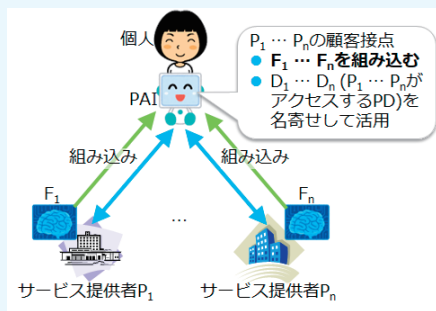 個人
PAI
P1 … Pnの顧客接点
● F1 … Fnを組み込む
● D1 … Dn (P1 … Pnが
アクセスするPD)を
名寄せして活用
組み込み
組み込み
F1
Fn
…
サービス提供者P1
サービス提供者Pn